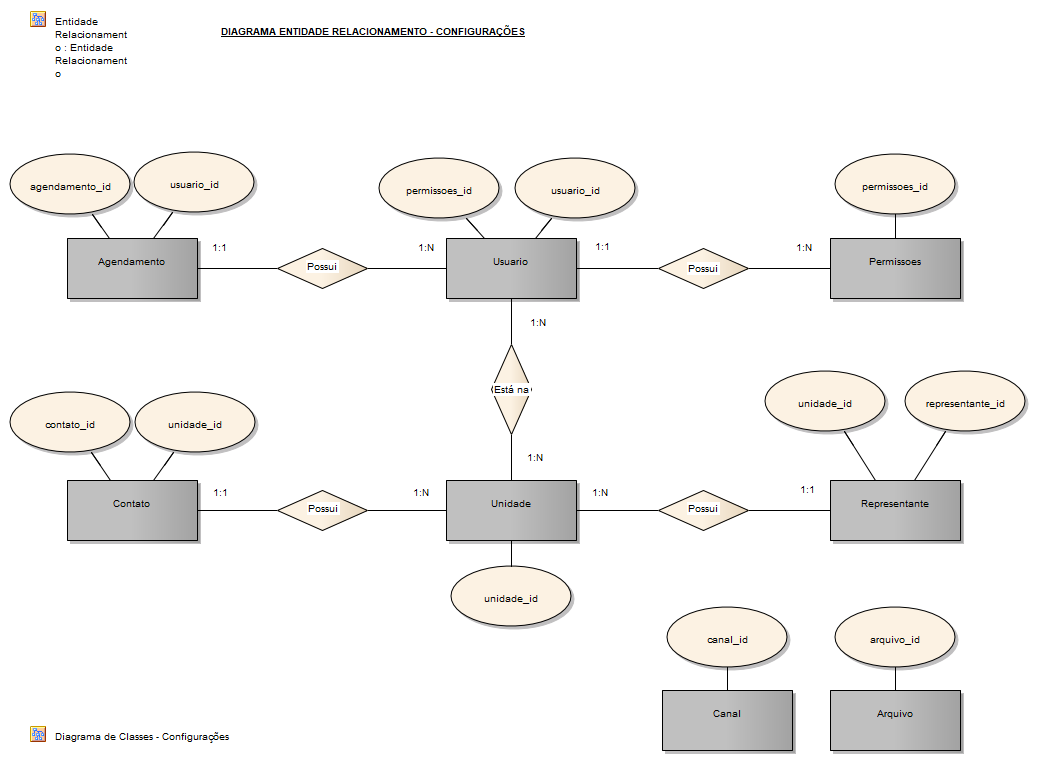 Entidade
Relacionament
o : Entidade
Relacionament
o
DIAGRAMA ENTIDADE RELACIONAMENTO - CONFIGURAÇÕES
agendamento_id
usuario_id
permissoes_id
usuario_id
permissoes_id
Agendamento
1:1
Possui
1:N
Usuario
1:1
Possui
1:N
Permissoes
1:N
Está na
1:N
contato_id
unidade_id
unidade_id
representante_id
Contato
1:1
Possui
1:N
Unidade
1:N
Possui
1:1
Representante
unidade_id
canal_id
arquivo_id
Canal
Arquivo
Diagrama de Classes - Configurações